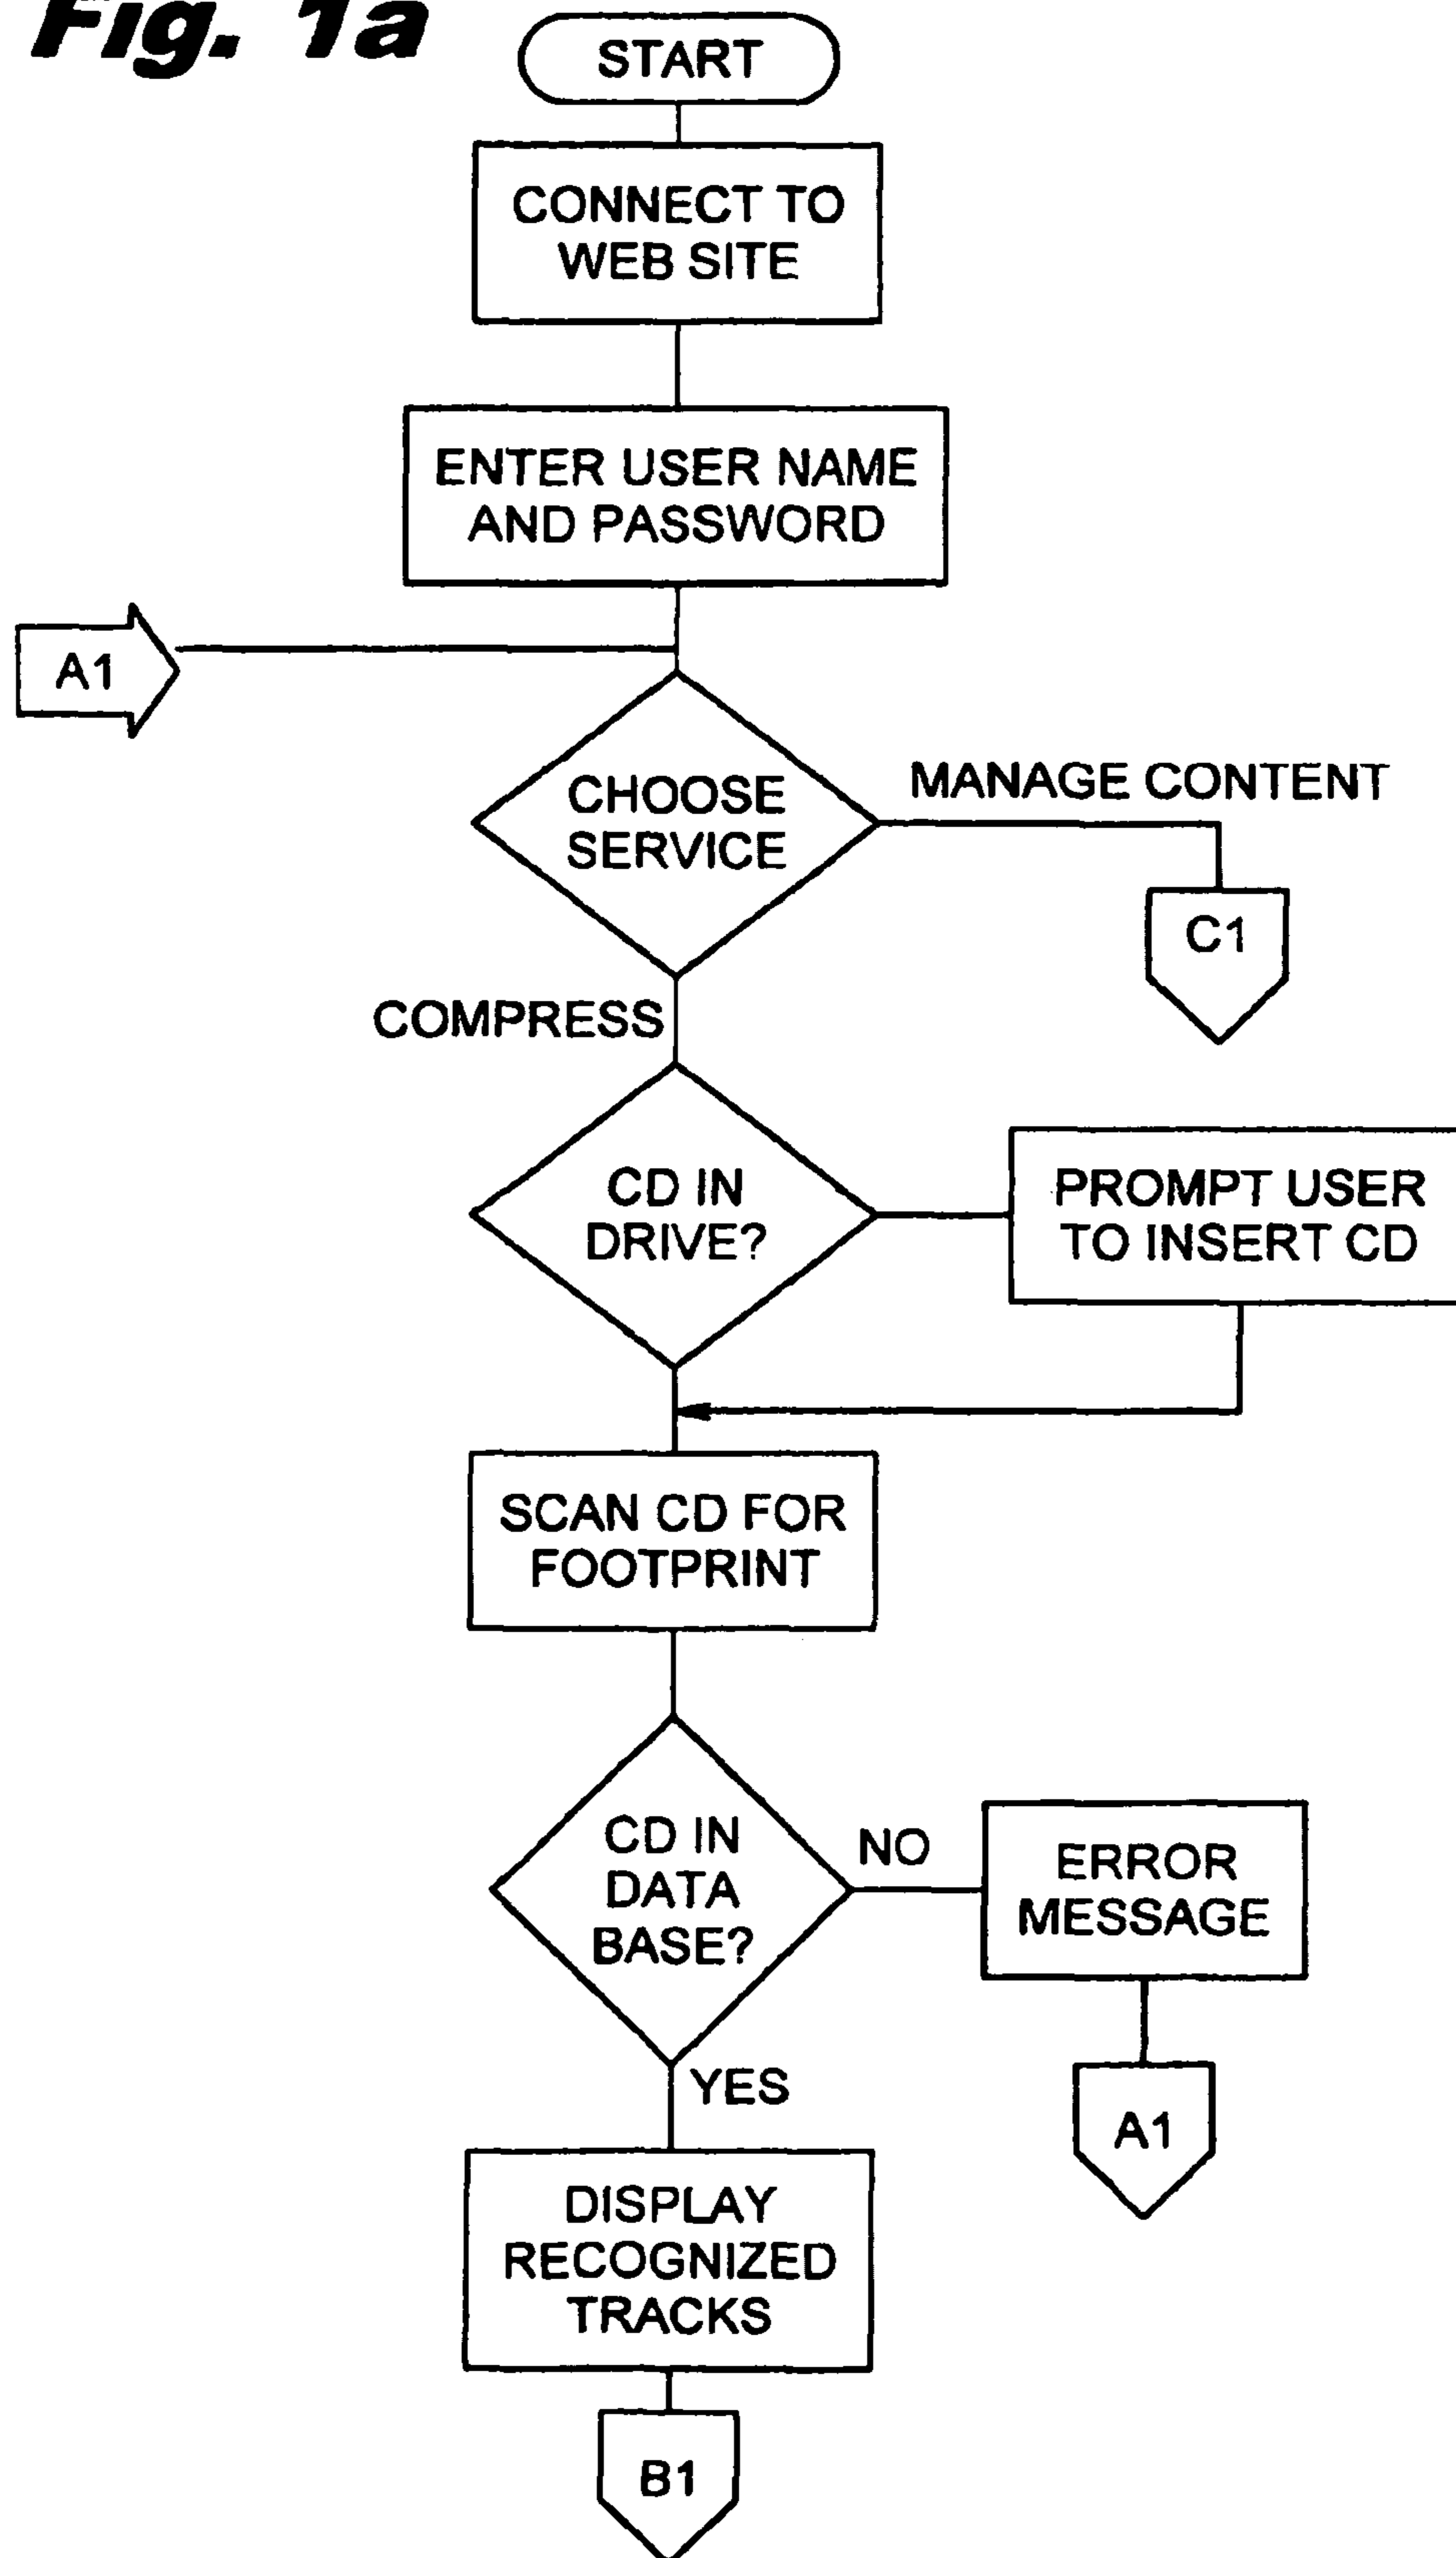 Fig. 1a
START
CONNECT TO
WEB SITE
ENTER USER NAME
AND PASSWORD
A1
CHOOSE
SERVICE
MANAGE CONTENT
C1
COMPRESS
CD IN
DRIVE?
PROMPT USER
TO INSERT CD
SCAN CD FOR
FOOTPRINT
CD IN
DATA
BASE?
NO
ERROR
MESSAGE
A1
YES
DISPLAY
RECOGNIZED
TRACKS
B1